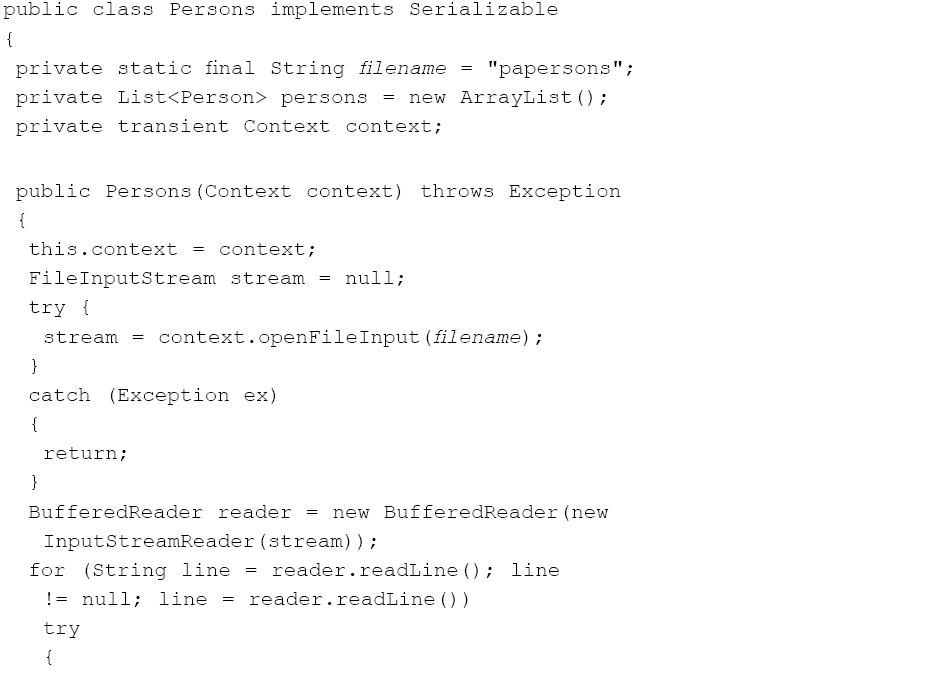 public class Persons implements Serializable
{
private static final String filename = "papersons";
private List<Person> persons = new ArrayList();
private transient Context context;
public Persons(Context context) throws Exception
{
this.context = context;
FileInputStream stream = null;
try {
stream = context.openFileInput(filename);
}
catch (Exception ex)
{
return;
}
BufferedReader reader = new BufferedReader(new
InputStreamReader(stream));
for (String line = reader.readLine(); line
!= null; line = reader.readLine())
try
{